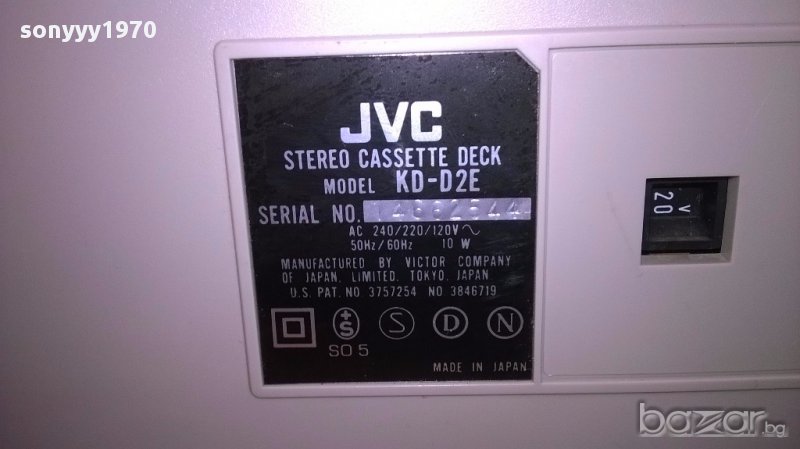 sonyyy1970
JVC
STEREO CASSETTE DECK
MODEL KD-D2E
SERIAL NO. 14662544
AC 240/220/120V~
50Hz/60Hz 10 W
MANUFACTURED BY VICTOR COMPANY
OF JAPAN, LIMITED, TOKYO, JAPAN
U.S. PAT. NO. 3757254 NO 3846719
+S S D N
SO 5
MADE IN JAPAN
V
20
bazar.bg